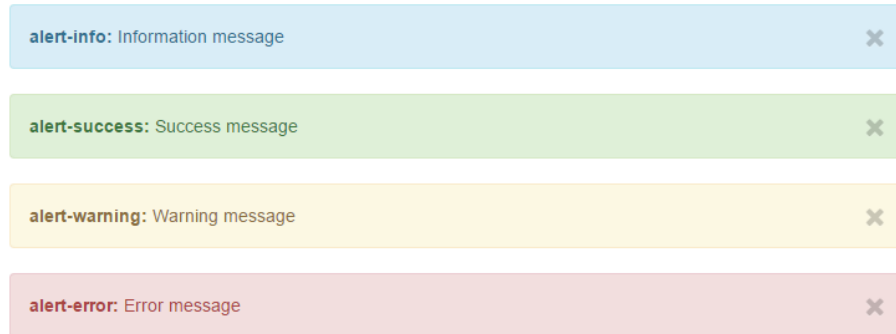 alert-info: Information message
alert-success: Success message
alert-warning: Warning message
alert-error: Error message